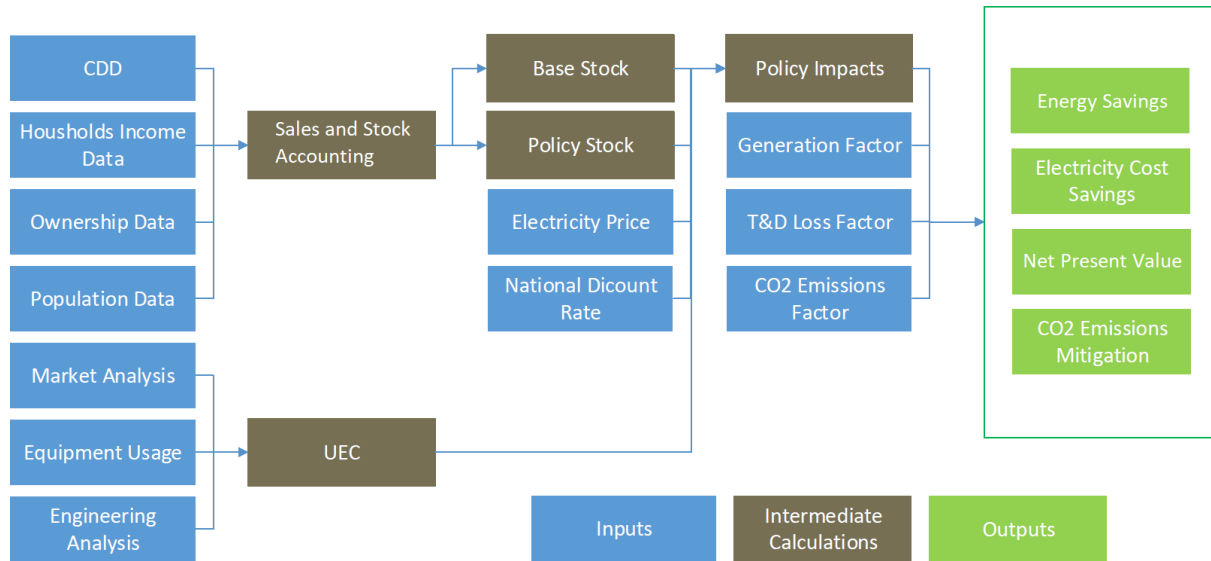 CDD
Housholds Income
Data
Ownership Data
Population Data
Market Analysis
Equipment Usage
Engineering
Analysis
Sales and Stock
Accounting
UEC
Base Stock
Policy Stock
Electricity Price
National Dicount
Rate
Policy Impacts
Generation Factor
T&D Loss Factor
CO2 Emissions
Factor
Energy Savings
Electricity Cost
Savings
Net Present Value
CO2 Emissions
Mitigation
Inputs
Intermediate
Calculations
Outputs